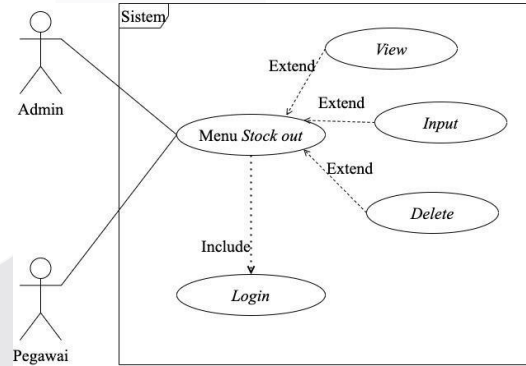 Sistem
View
Extend
Admin
Extend
Input
Menu Stock out
Extend
Delete
Include
Login
Pegawai